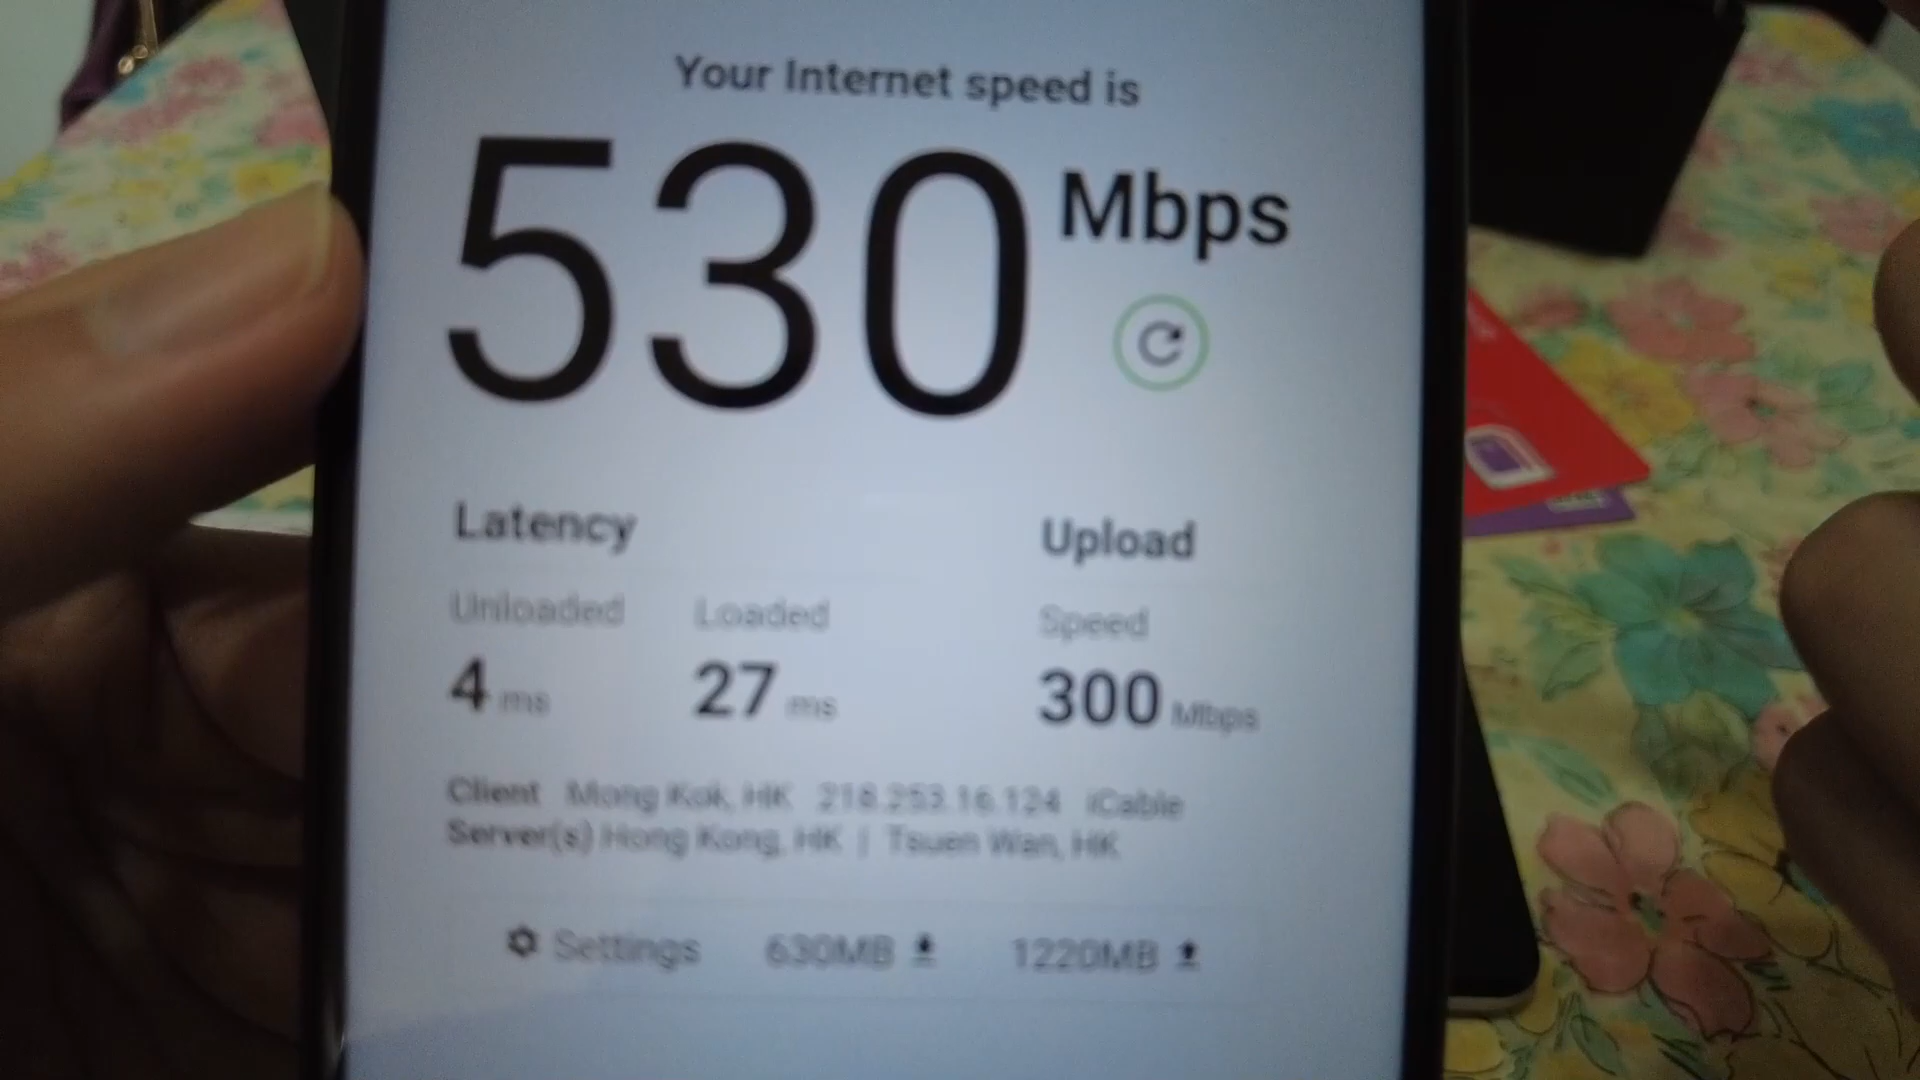 Your Internet speed is
530 Mbps
Latency
Upload
Unloaded Loaded Speed
4 ms 27 ms 300 Mbps
Client Mong Kok, HK 218.253.16.124 iCable
Server(s) Hong Kong, HK | Tsuen Wan, HK
Settings 630MB 1220MB